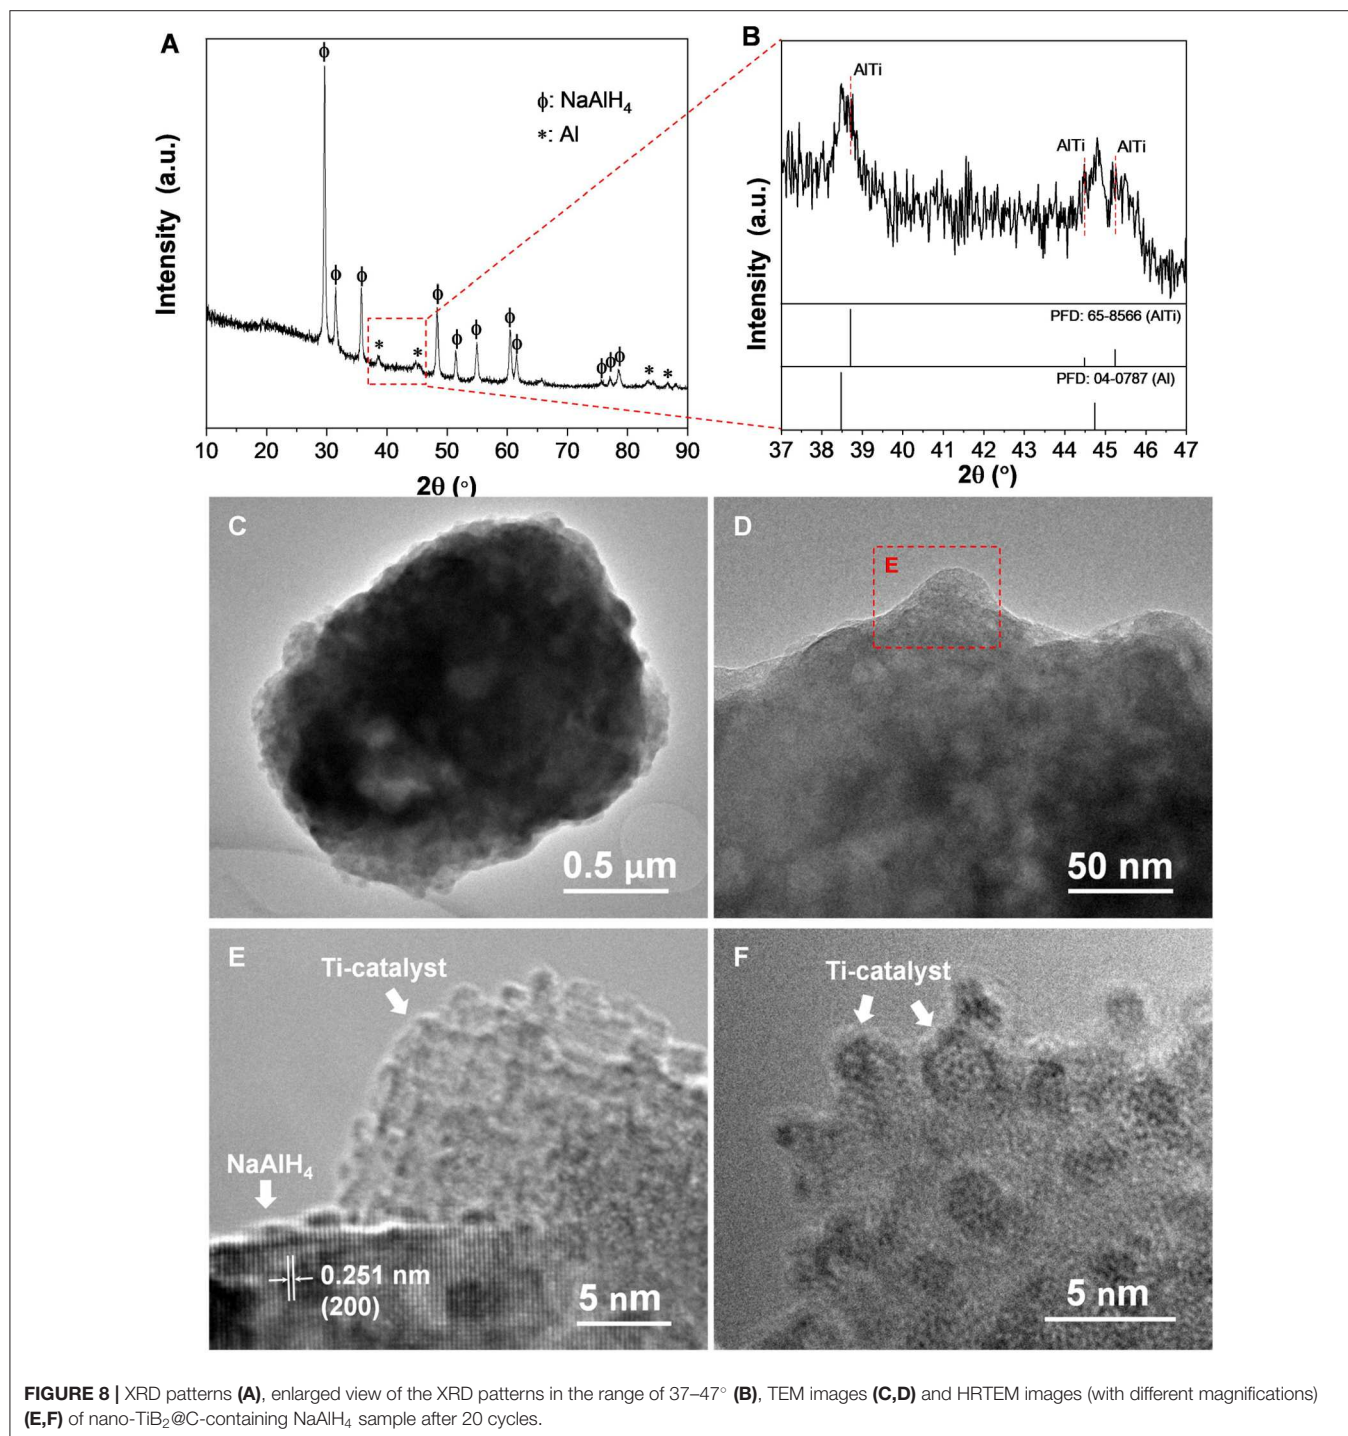 A
ϕ
ϕ: NaAlH₄
*: Al
ϕ
ϕ
ϕ
ϕ
ϕ
ϕ
ϕ
*
*
ϕ
ϕ
ϕ
*
*
Intensity (a.u.)
10 20 30 40 50 60 70 80 90
2θ (°)
B
AlTi
AlTi
AlTi
Intensity (a.u.)
PFD: 65-8566 (AlTi)
PFD: 04-0787 (Al)
37 38 39 40 41 42 43 44 45 46 47
2θ (°)
C
0.5 μm
D
E
50 nm
E
Ti-catalyst
NaAlH₄
0.251 nm
(200)
5 nm
F
Ti-catalyst
5 nm
FIGURE 8 | XRD patterns (A), enlarged view of the XRD patterns in the range of 37–47° (B), TEM images (C,D) and HRTEM images (with different magnifications)
(E,F) of nano-TiB₂@C-containing NaAlH₄ sample after 20 cycles.